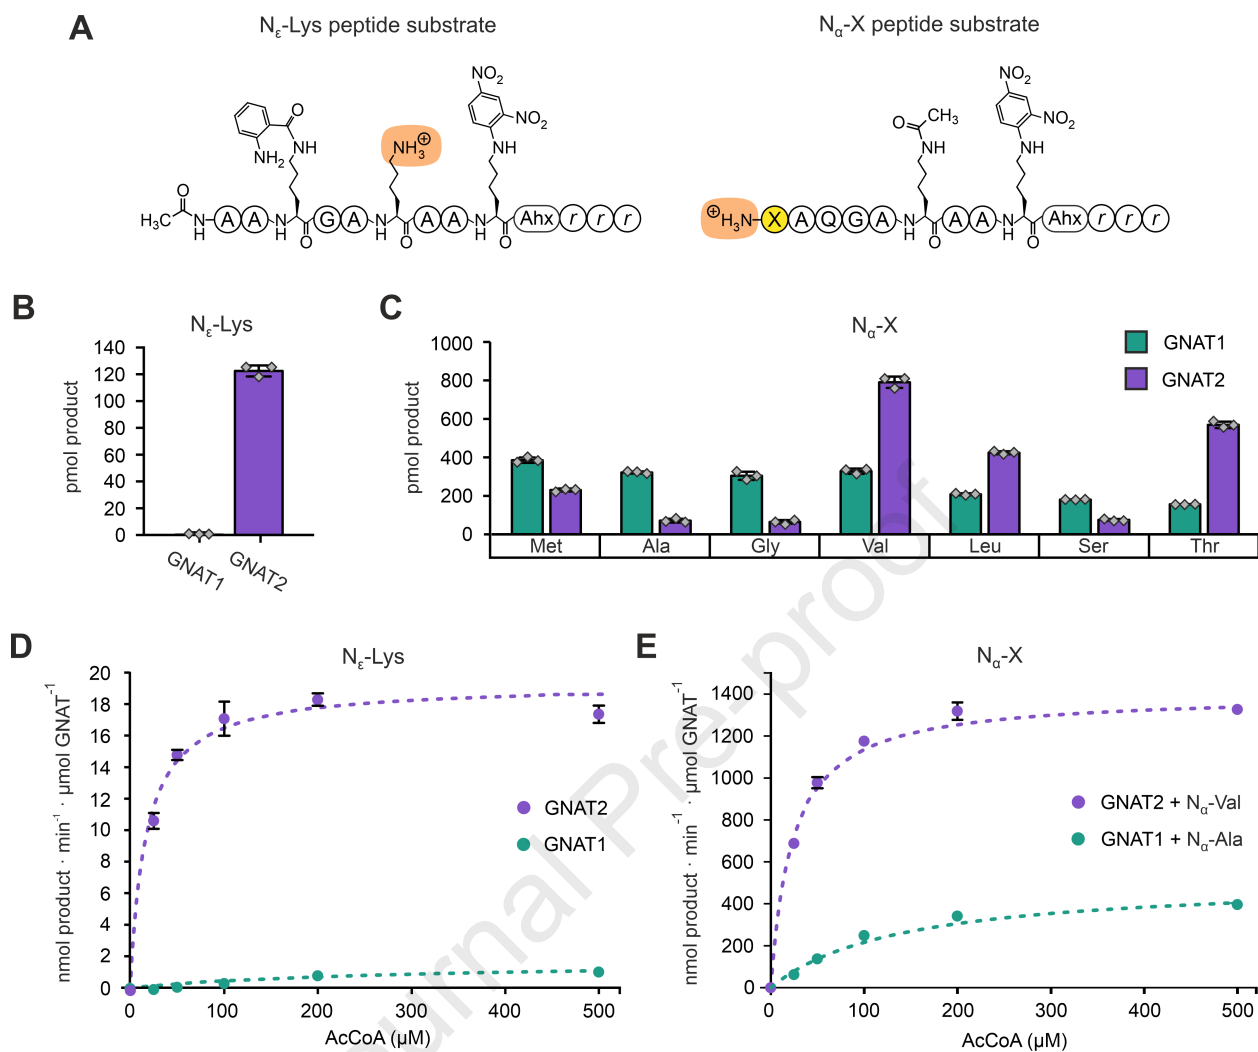 A
Nε-Lys peptide substrate
Nα-X peptide substrate
NO2
NO2
NO2
NO2
O
NH
NH2
NH3⊕
NH
O CH3
NH
NH
O
H3C N H A A N H O G A N H O A A N H O Ahx r r r
⊕H3N X A Q G A N H O A A N H O Ahx r r r
B
Nε-Lys
pmol product
140
120
100
80
60
40
20
0
GNAT1
GNAT2
C
Nα-X
GNAT1
GNAT2
pmol product
1000
800
600
400
200
0
Met Ala Gly Val Leu Ser Thr
D
Nε-Lys
nmol product · min-1 · µmol GNAT-1
20
18
16
14
12
10
8
6
4
2
0
GNAT2
GNAT1
0 100 200 300 400 500
AcCoA (µM)
E
Nα-X
nmol product · min-1 · µmol GNAT-1
1400
1200
1000
800
600
400
200
0
GNAT2 + Nα-Val
GNAT1 + Nα-Ala
0 100 200 300 400 500
AcCoA (µM)
urnal Pre-proof